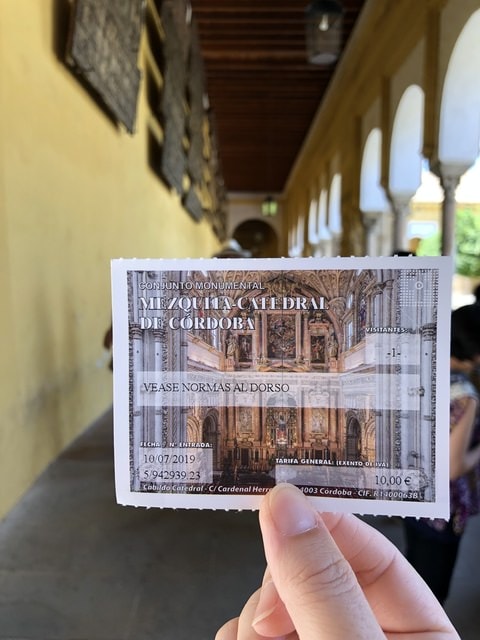 CONJUNTO MONUMENTAL
MEZQUITA-CATEDRAL
DE CÓRDOBA
VISITANTES
-1-
VEASE NORMAS AL DORSO
FECHA / Nº ENTRADA:
10/07/2019
5/942939 23
TARIFA GENERAL: (EXENTO DE IVA)
10,00 €
Cabildo Catedral - C/ Cardenal Córdoba - CIF. R1400063B